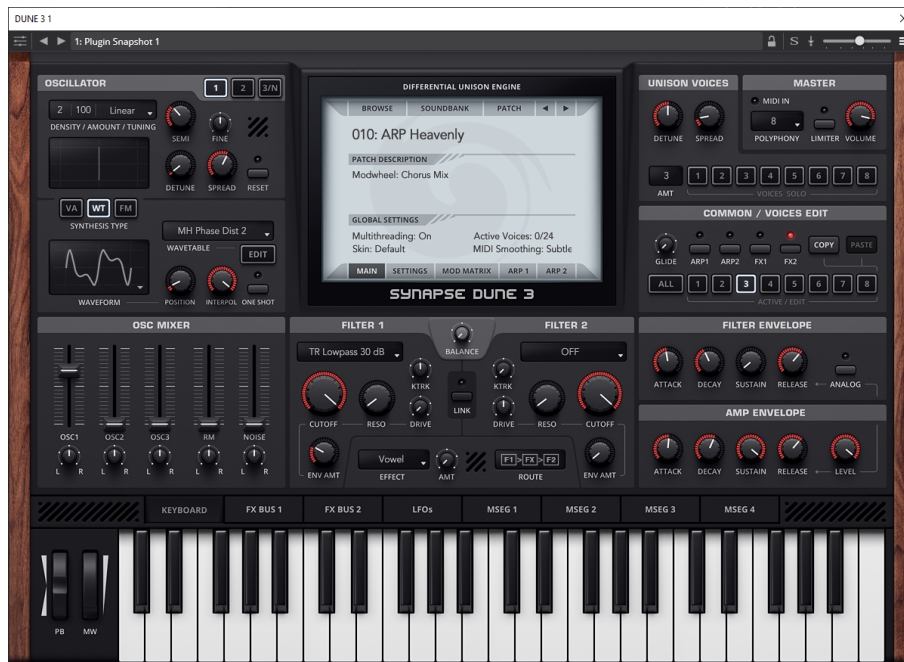 DUNE 3 1
1: Plugin Snapshot 1
S
OSCILLATOR
1 2 3/N
2 100 Linear
DENSITY / AMOUNT / TUNING
SEMI FINE
DETUNE SPREAD RESET
VA WT FM
SYNTHESIS TYPE
MH Phase Dist 2
WAVETABLE EDIT
WAVEFORM POSITION INTERPOL ONE SHOT
DIFFERENTIAL UNISON ENGINE
BROWSE SOUNDBANK PATCH
010: ARP Heavenly
PATCH DESCRIPTION
Modwheel: Chorus Mix
GLOBAL SETTINGS
Multithreading: On Active Voices: 0/24
Skin: Default MIDI Smoothing: Subtle
MAIN SETTINGS MOD MATRIX ARP 1 ARP 2
SYNAPSE DUNE 3
UNISON VOICES MASTER
MIDI IN
8
DETUNE SPREAD POLYPHONY LIMITER VOLUME
3 1 2 3 4 5 6 7 8
AMT VOICES SOLO
COMMON / VOICES EDIT
GLIDE ARP1 ARP2 FX1 FX2 COPY PASTE
ALL 1 2 3 4 5 6 7 8
ACTIVE / EDIT
OSC MIXER
OSC1 OSC2 OSC3 RM NOISE
L R L R L R L R L R
FILTER 1 FILTER 2
TR Lowpass 30 dB BALANCE OFF
KTRK KTRK
LINK
CUTOFF RESO DRIVE DRIVE RESO CUTOFF
Vowel F1 > FX > F2
ENV AMT EFFECT AMT ROUTE ENV AMT
FILTER ENVELOPE
ATTACK DECAY SUSTAIN RELEASE ANALOG
AMP ENVELOPE
ATTACK DECAY SUSTAIN RELEASE LEVEL
KEYBOARD FX BUS 1 FX BUS 2 LFOs MSEG 1 MSEG 2 MSEG 3 MSEG 4
PB MW